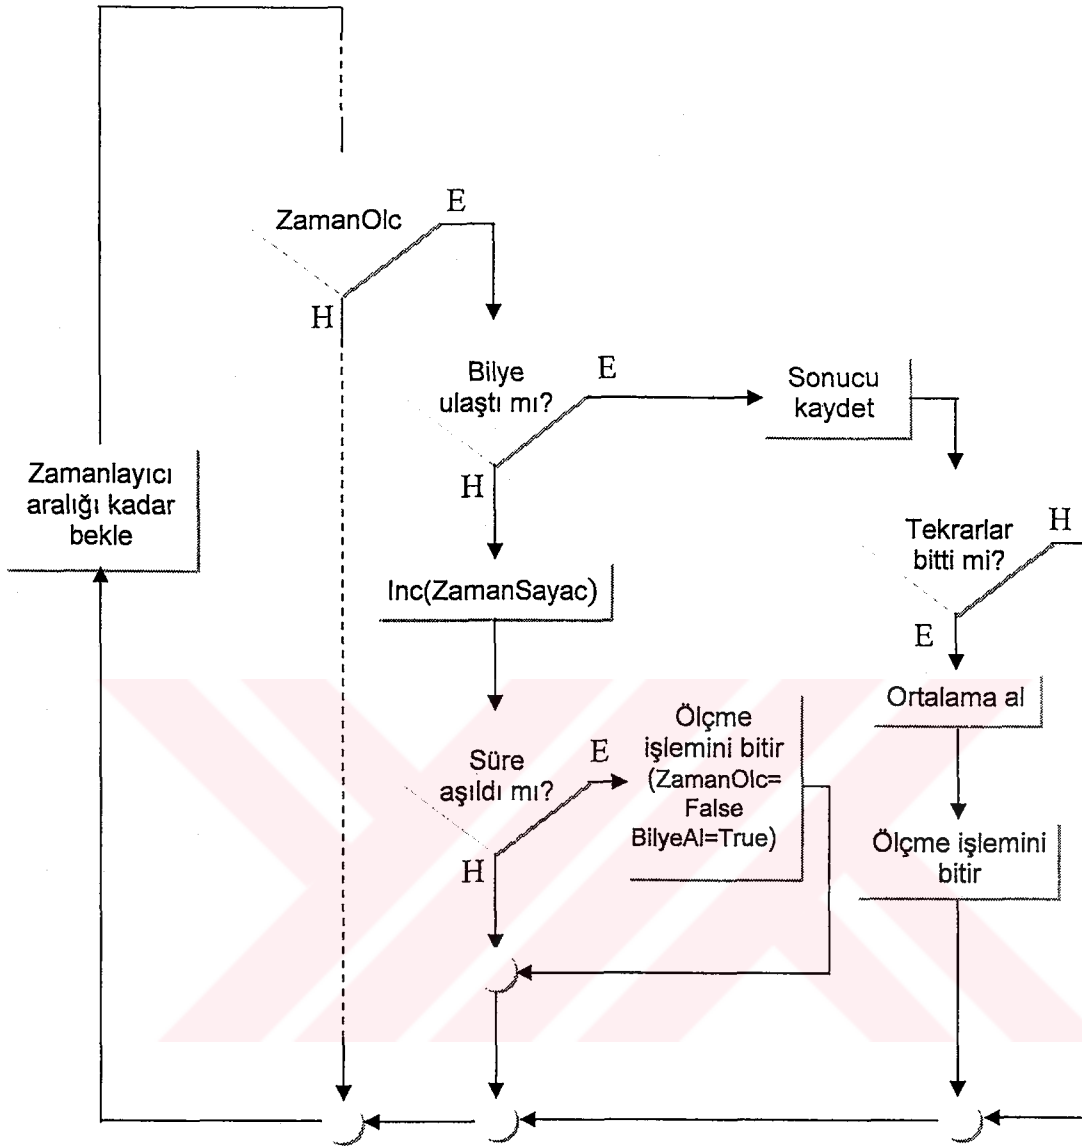 ZamanOlc
E
H
Bilye
ulaştı mı?
E
H
Sonucu
kaydet
Zamanlayıcı
aralığı kadar
bekle
Tekrarlar
bitti mi?
H
E
Inc(ZamanSayac)
Ortalama al
Süre
aşıldı mı?
E
H
Ölçme
işlemini bitir
(ZamanOlc=
False
BilyeAl=True)
Ölçme işlemini
bitir